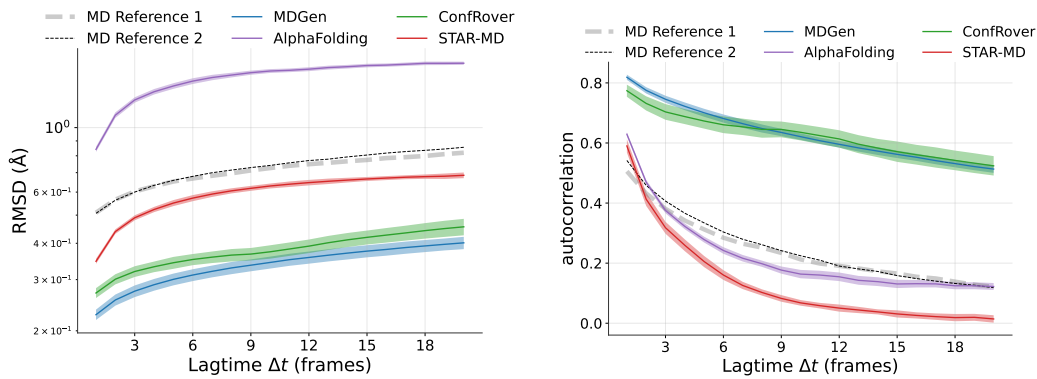 MD Reference 1
MDGen
ConfRover
MD Reference 2
AlphaFolding
STAR-MD
RMSD (Å)
10⁰
6 × 10⁻¹
4 × 10⁻¹
3 × 10⁻¹
2 × 10⁻¹
3 6 9 12 15 18
Lagtime Δt (frames)
MD Reference 1
MDGen
ConfRover
MD Reference 2
AlphaFolding
STAR-MD
autocorrelation
0.8
0.6
0.4
0.2
0.0
3 6 9 12 15 18
Lagtime Δt (frames)